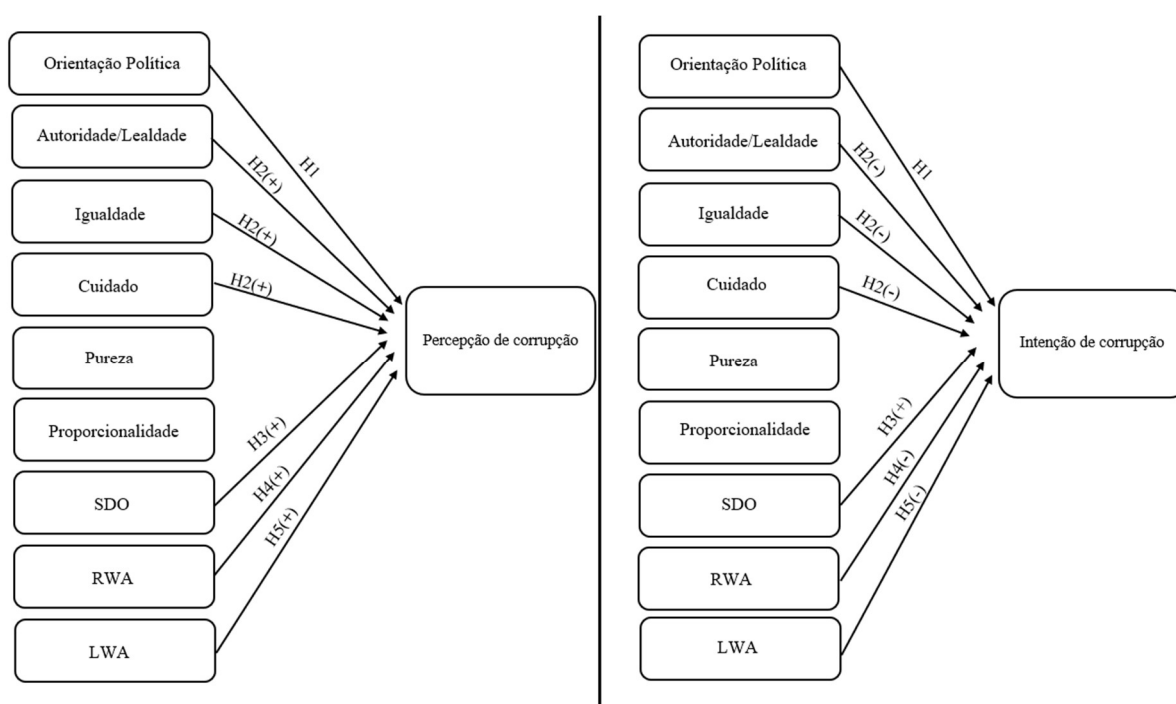 Orientação Política
Autoridade/Lealdade
Igualdade
Cuidado
Pureza
Proporcionalidade
SDO
RWA
LWA
H1
H2(+)
H2(+)
H2(+)
H3(+)
H4(+)
H5(+)
Percepção de corrupção
Orientação Política
Autoridade/Lealdade
Igualdade
Cuidado
Pureza
Proporcionalidade
SDO
RWA
LWA
H1
H2(-)
H2(-)
H2(-)
H3(+)
H4(-)
H5(-)
Intenção de corrupção